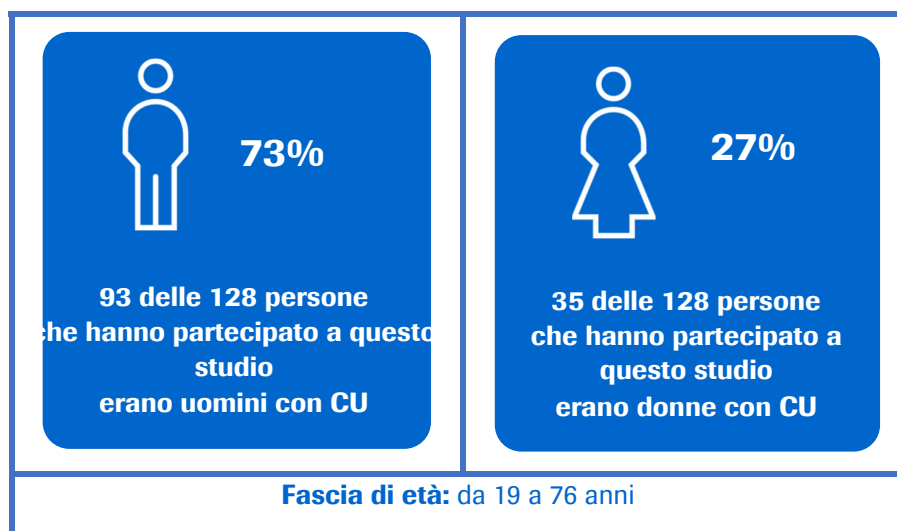 73%
93 delle 128 persone
che hanno partecipato a questo
studio
erano uomini con CU
27%
35 delle 128 persone
che hanno partecipato a
questo studio
erano donne con CU
Fascia di età: da 19 a 76 anni